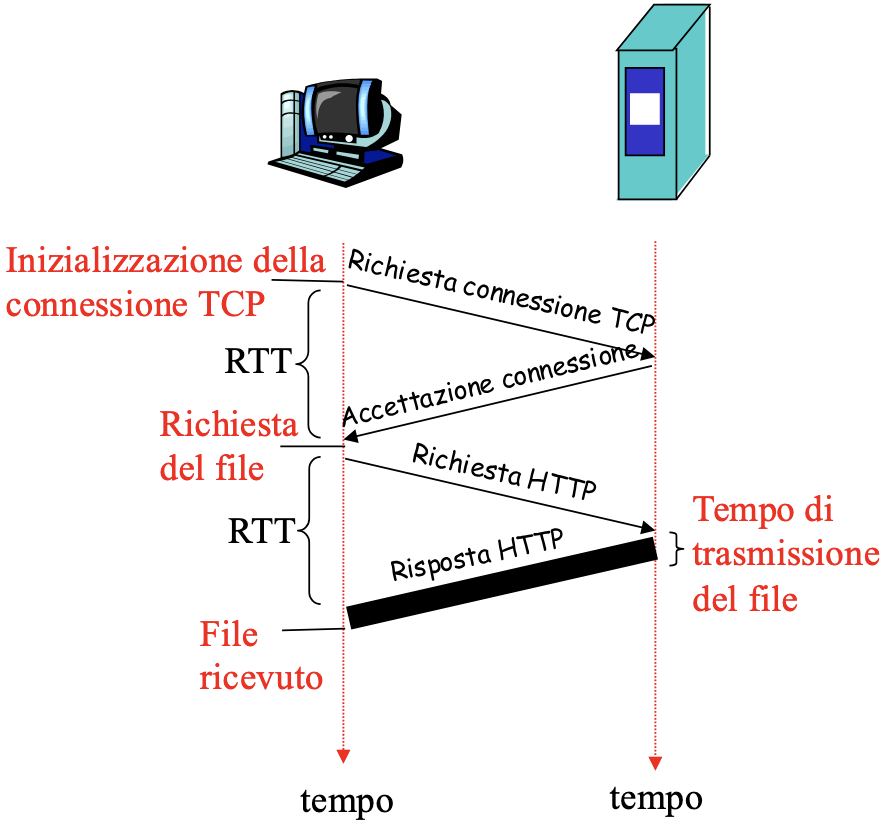 Inizializzazione della
connessione TCP
Richiesta connessione TCP
RTT
Accettazione connessione
Richiesta
del file
Richiesta HTTP
RTT
Risposta HTTP
Tempo di
trasmissione
del file
File
ricevuto
tempo
tempo